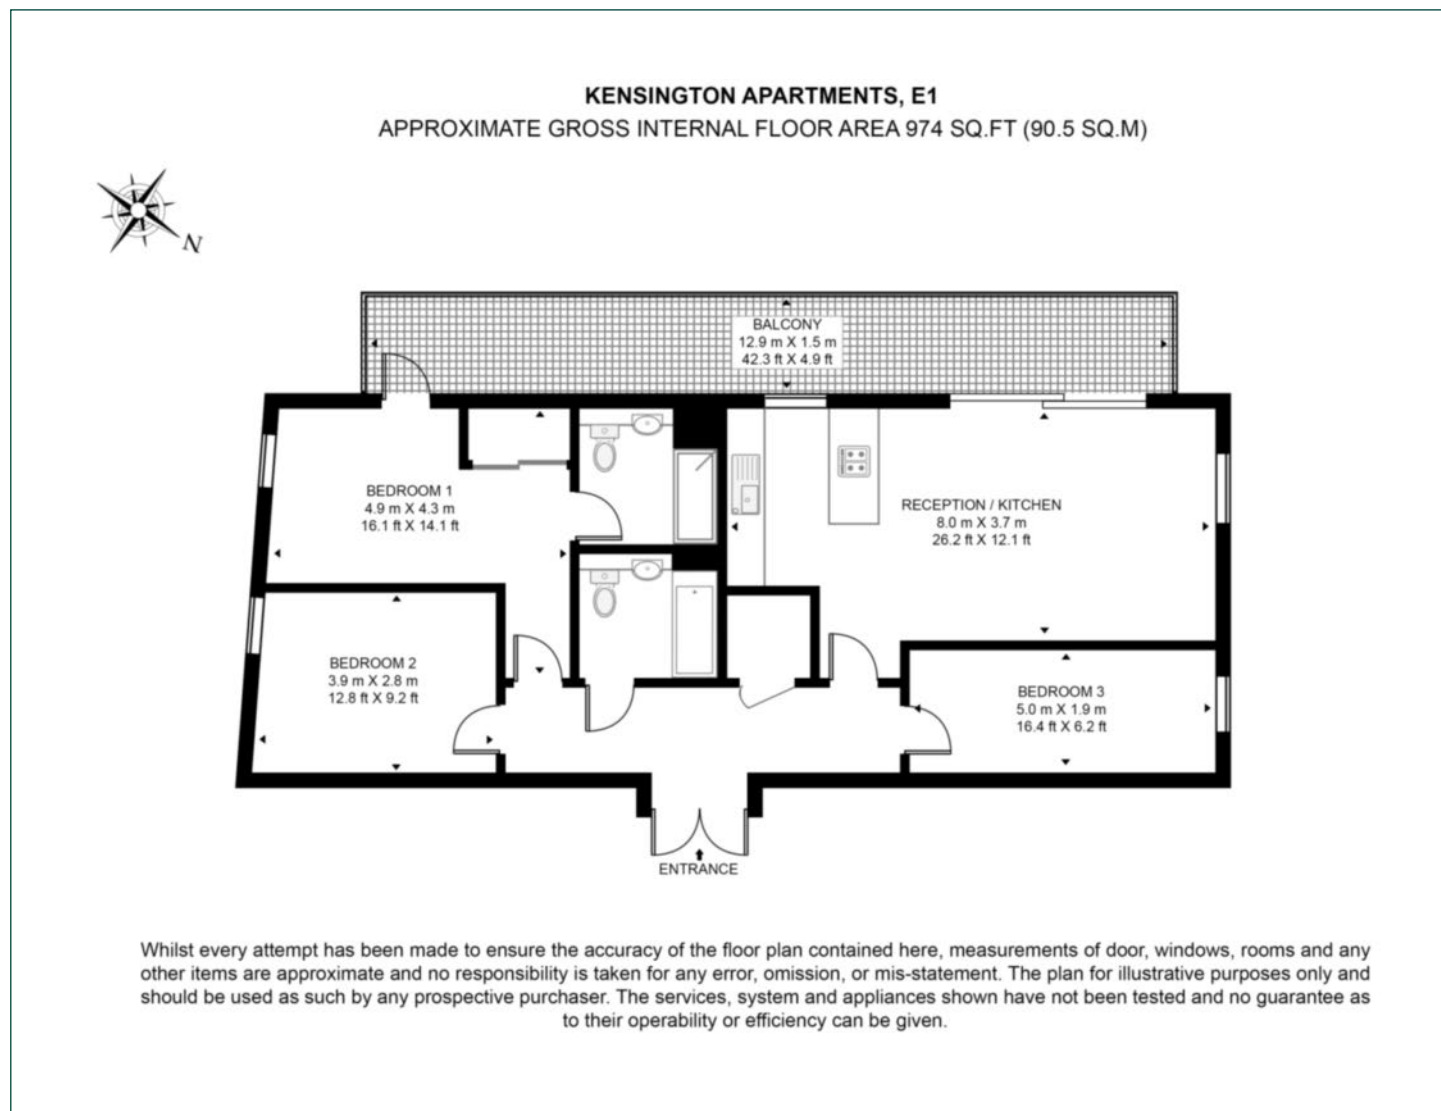 KENSINGTON APARTMENTS, E1
APPROXIMATE GROSS INTERNAL FLOOR AREA 974 SQ.FT (90.5 SQ.M)
N
BALCONY
12.9 m X 1.5 m
42.3 ft X 4.9 ft
BEDROOM 1
4.9 m X 4.3 m
16.1 ft X 14.1 ft
RECEPTION / KITCHEN
8.0 m X 3.7 m
26.2 ft X 12.1 ft
BEDROOM 2
3.9 m X 2.8 m
12.8 ft X 9.2 ft
BEDROOM 3
5.0 m X 1.9 m
16.4 ft X 6.2 ft
ENTRANCE
Whilst every attempt has been made to ensure the accuracy of the floor plan contained here, measurements of door, windows, rooms and any
other items are approximate and no responsibility is taken for any error, omission, or mis-statement. The plan for illustrative purposes only and
should be used as such by any prospective purchaser. The services, system and appliances shown have not been tested and no guarantee as
to their operability or efficiency can be given.